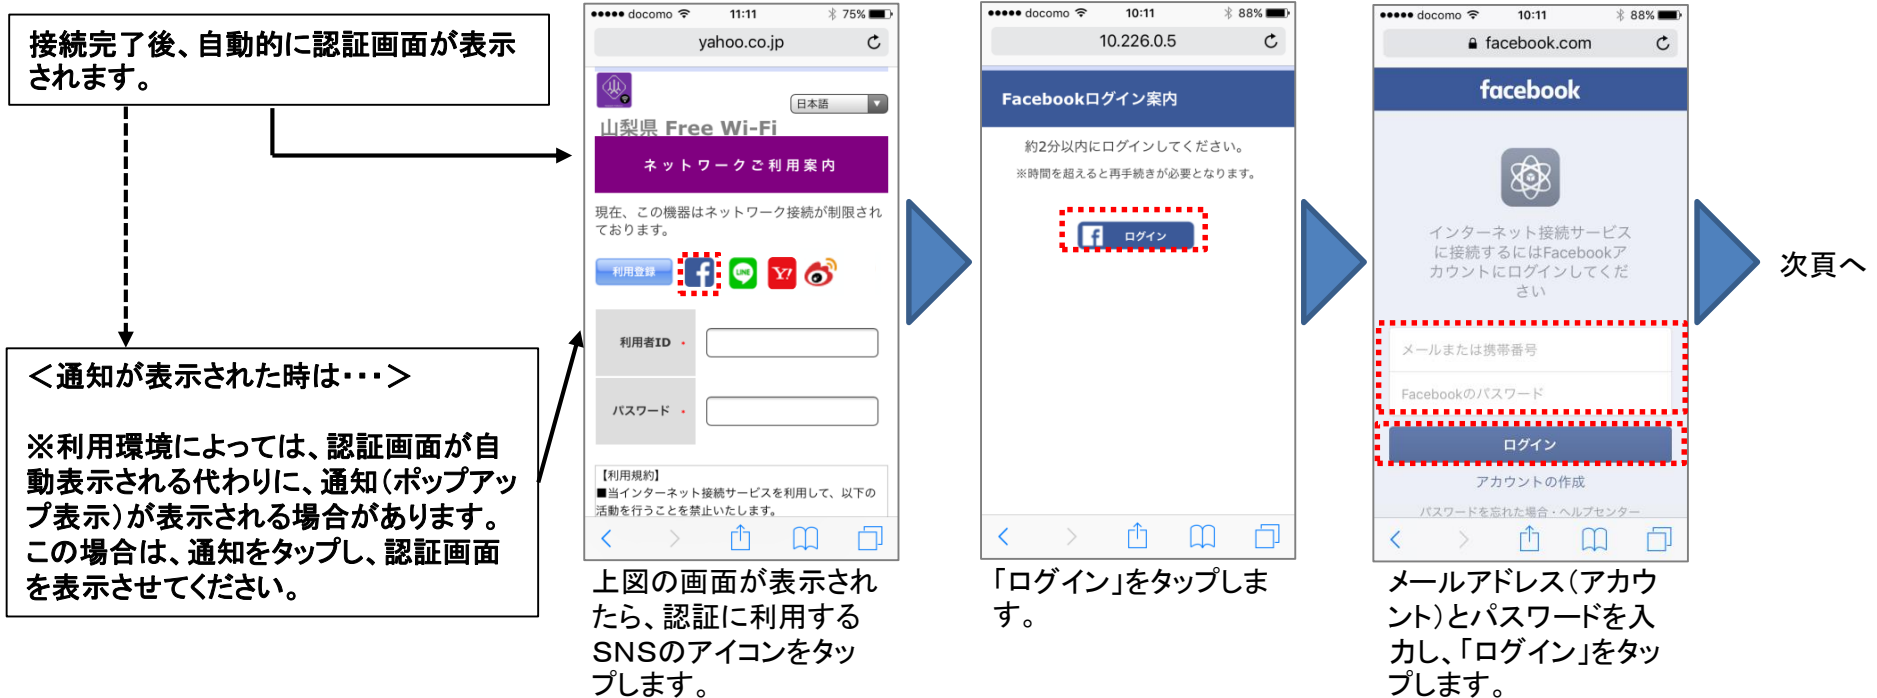 接続完了後、自動的に認証画面が表示
されます。
<通知が表示された時は・・・>
※利用環境によっては、認証画面が自
動表示される代わりに、通知(ポップアッ
プ表示)が表示される場合があります。
この場合は、通知をタップし、認証画面
を表示させてください。
docomo 11:11 75%
yahoo.co.jp
日本語
山梨県 Free Wi-Fi
ネットワークご利用案内
現在、この機器はネットワーク接続が制限され
ております。
利用登録 f LINE Y!
利用者ID
パスワード
【利用規約】
■当インターネット接続サービスを利用して、以下の
活動を行うことを禁止いたします。
上図の画面が表示され
たら、認証に利用する
SNSのアイコンをタッ
プします。
docomo 10:11 88%
10.226.0.5
Facebookログイン案内
約2分以内にログインしてください。
※時間を超えると再手続きが必要となります。
f ログイン
「ログイン」をタップしま
す。
docomo 10:11 88%
facebook.com
facebook
インターネット接続サービス
に接続するにはFacebookア
カウントにログインしてくだ
さい
メールまたは携帯番号
Facebookのパスワード
ログイン
アカウントの作成
パスワードを忘れた場合・ヘルプセンター
メールアドレス(アカウ
ント)とパスワードを入
力し、「ログイン」をタッ
プします。
次頁へ